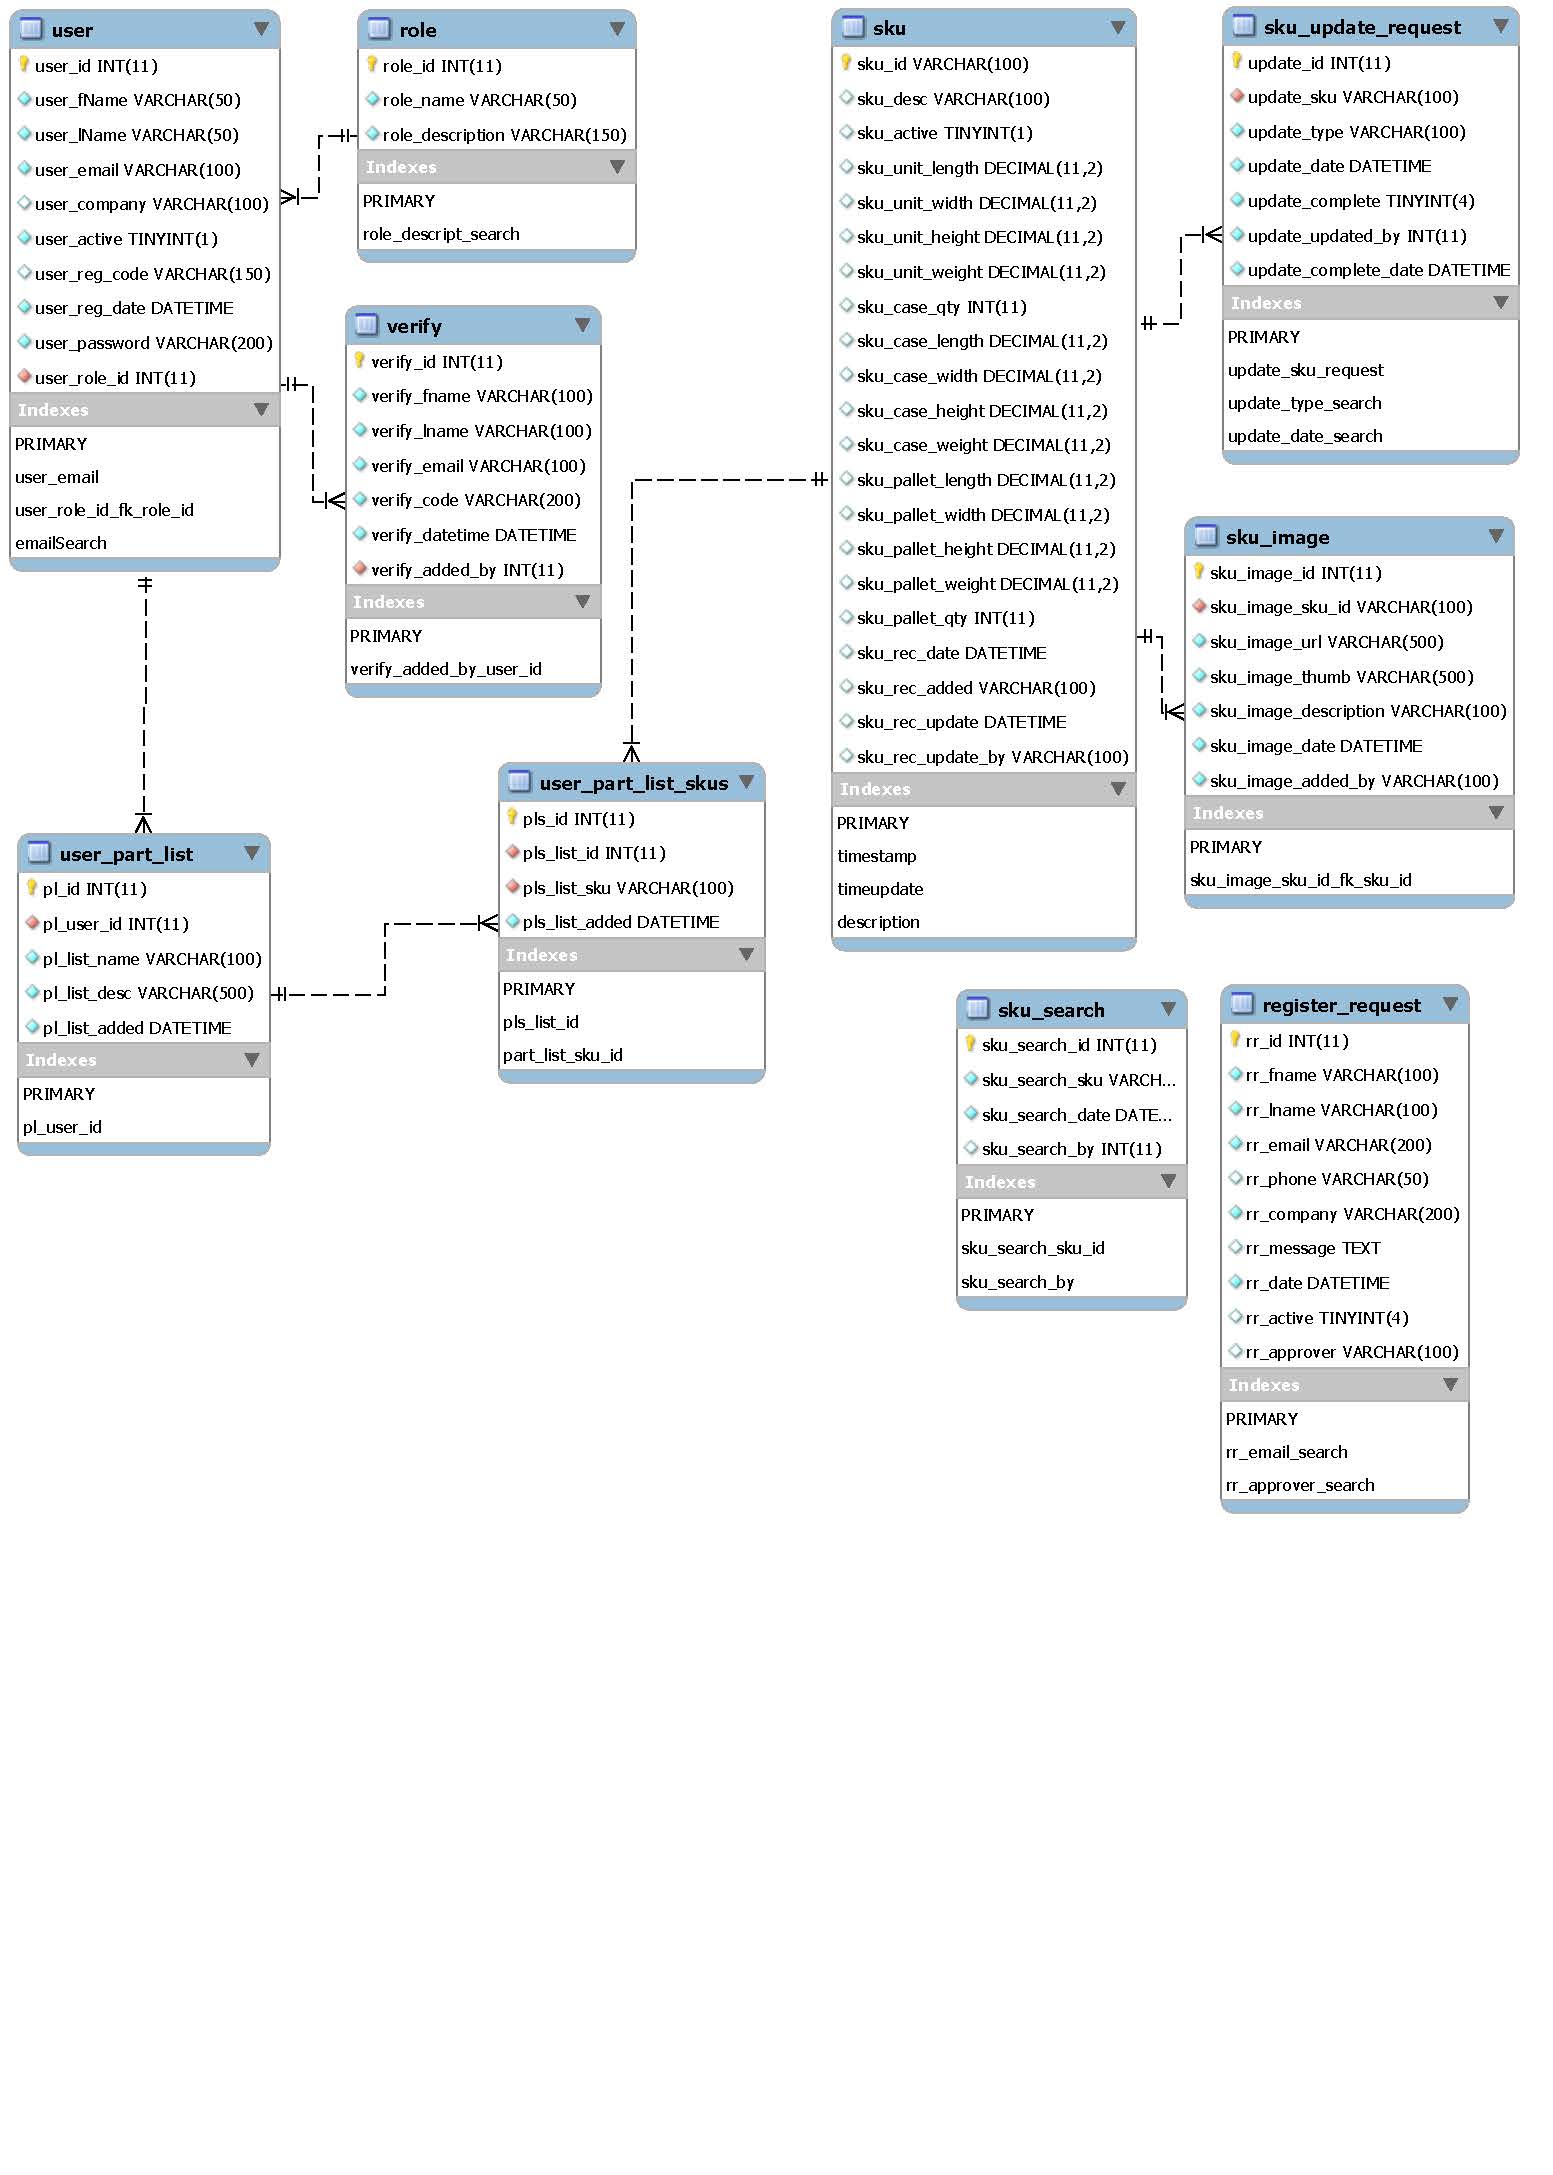 user
user_id INT(11)
user_fName VARCHAR(50)
user_lName VARCHAR(50)
user_email VARCHAR(100)
user_company VARCHAR(100)
user_active TINYINT(1)
user_reg_code VARCHAR(150)
user_reg_date DATETIME
user_password VARCHAR(200)
user_role_id INT(11)
Indexes
PRIMARY
user_email
user_role_id_fk_role_id
emailSearch
role
role_id INT(11)
role_name VARCHAR(50)
role_description VARCHAR(150)
Indexes
PRIMARY
role_descript_search
verify
verify_id INT(11)
verify_fname VARCHAR(100)
verify_lname VARCHAR(100)
verify_email VARCHAR(100)
verify_code VARCHAR(200)
verify_datetime DATETIME
verify_added_by INT(11)
Indexes
PRIMARY
verify_added_by_user_id
sku
sku_id VARCHAR(100)
sku_desc VARCHAR(100)
sku_active TINYINT(1)
sku_unit_length DECIMAL(11,2)
sku_unit_width DECIMAL(11,2)
sku_unit_height DECIMAL(11,2)
sku_unit_weight DECIMAL(11,2)
sku_case_qty INT(11)
sku_case_length DECIMAL(11,2)
sku_case_width DECIMAL(11,2)
sku_case_height DECIMAL(11,2)
sku_case_weight DECIMAL(11,2)
sku_pallet_length DECIMAL(11,2)
sku_pallet_width DECIMAL(11,2)
sku_pallet_height DECIMAL(11,2)
sku_pallet_weight DECIMAL(11,2)
sku_pallet_qty INT(11)
sku_rec_date DATETIME
sku_rec_added VARCHAR(100)
sku_rec_update DATETIME
sku_rec_update_by VARCHAR(100)
Indexes
PRIMARY
timestamp
timeupdate
description
sku_update_request
update_id INT(11)
update_sku VARCHAR(100)
update_type VARCHAR(100)
update_date DATETIME
update_complete TINYINT(4)
update_updated_by INT(11)
update_complete_date DATETIME
Indexes
PRIMARY
update_sku_request
update_type_search
update_date_search
sku_image
sku_image_id INT(11)
sku_image_sku_id VARCHAR(100)
sku_image_url VARCHAR(500)
sku_image_thumb VARCHAR(500)
sku_image_description VARCHAR(100)
sku_image_date DATETIME
sku_image_added_by VARCHAR(100)
Indexes
PRIMARY
sku_image_sku_id_fk_sku_id
user_part_list
pl_id INT(11)
pl_user_id INT(11)
pl_list_name VARCHAR(100)
pl_list_desc VARCHAR(500)
pl_list_added DATETIME
Indexes
PRIMARY
pl_user_id
user_part_list_skus
pls_id INT(11)
pls_list_id INT(11)
pls_list_sku VARCHAR(100)
pls_list_added DATETIME
Indexes
PRIMARY
pls_list_id
part_list_sku_id
sku_search
sku_search_id INT(11)
sku_search_sku VARCH...
sku_search_date DATE...
sku_search_by INT(11)
Indexes
PRIMARY
sku_search_sku_id
sku_search_by
register_request
rr_id INT(11)
rr_fname VARCHAR(100)
rr_lname VARCHAR(100)
rr_email VARCHAR(200)
rr_phone VARCHAR(50)
rr_company VARCHAR(200)
rr_message TEXT
rr_date DATETIME
rr_active TINYINT(4)
rr_approver VARCHAR(100)
Indexes
PRIMARY
rr_email_search
rr_approver_search